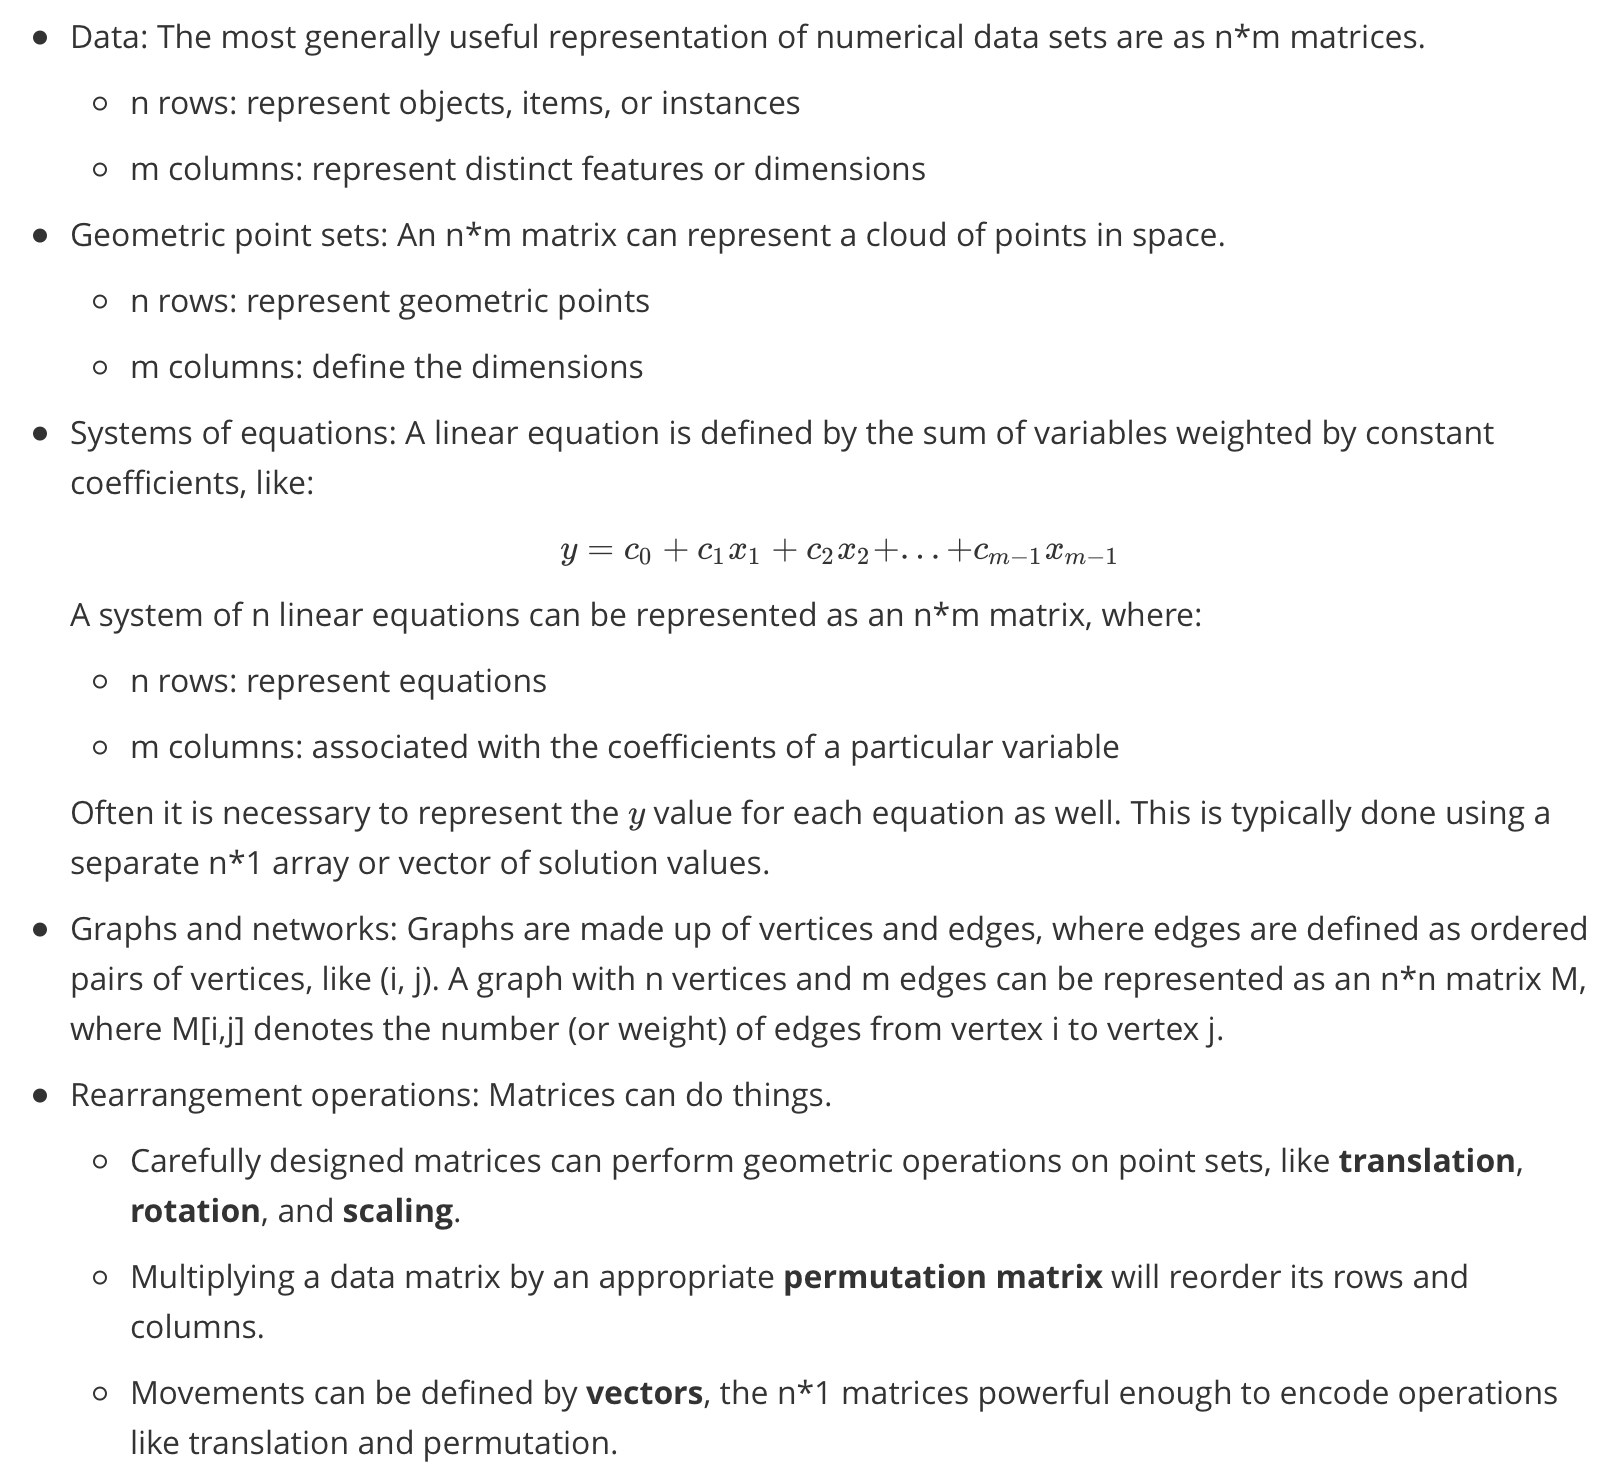 Data: The most generally useful representation of numerical data sets are as n*m matrices.
n rows: represent objects, items, or instances
m columns: represent distinct features or dimensions
Geometric point sets: An n*m matrix can represent a cloud of points in space.
n rows: represent geometric points
m columns: define the dimensions
Systems of equations: A linear equation is defined by the sum of variables weighted by constant
coefficients, like:
y = c₀ + c₁x₁ + c₂x₂+...+cₘ₋₁xₘ₋₁
A system of n linear equations can be represented as an n*m matrix, where:
n rows: represent equations
m columns: associated with the coefficients of a particular variable
Often it is necessary to represent the y value for each equation as well. This is typically done using a
separate n*1 array or vector of solution values.
Graphs and networks: Graphs are made up of vertices and edges, where edges are defined as ordered
pairs of vertices, like (i, j). A graph with n vertices and m edges can be represented as an n*n matrix M,
where M[i,j] denotes the number (or weight) of edges from vertex i to vertex j.
Rearrangement operations: Matrices can do things.
Carefully designed matrices can perform geometric operations on point sets, like translation,
rotation, and scaling.
Multiplying a data matrix by an appropriate permutation matrix will reorder its rows and
columns.
Movements can be defined by vectors, the n*1 matrices powerful enough to encode operations
like translation and permutation.